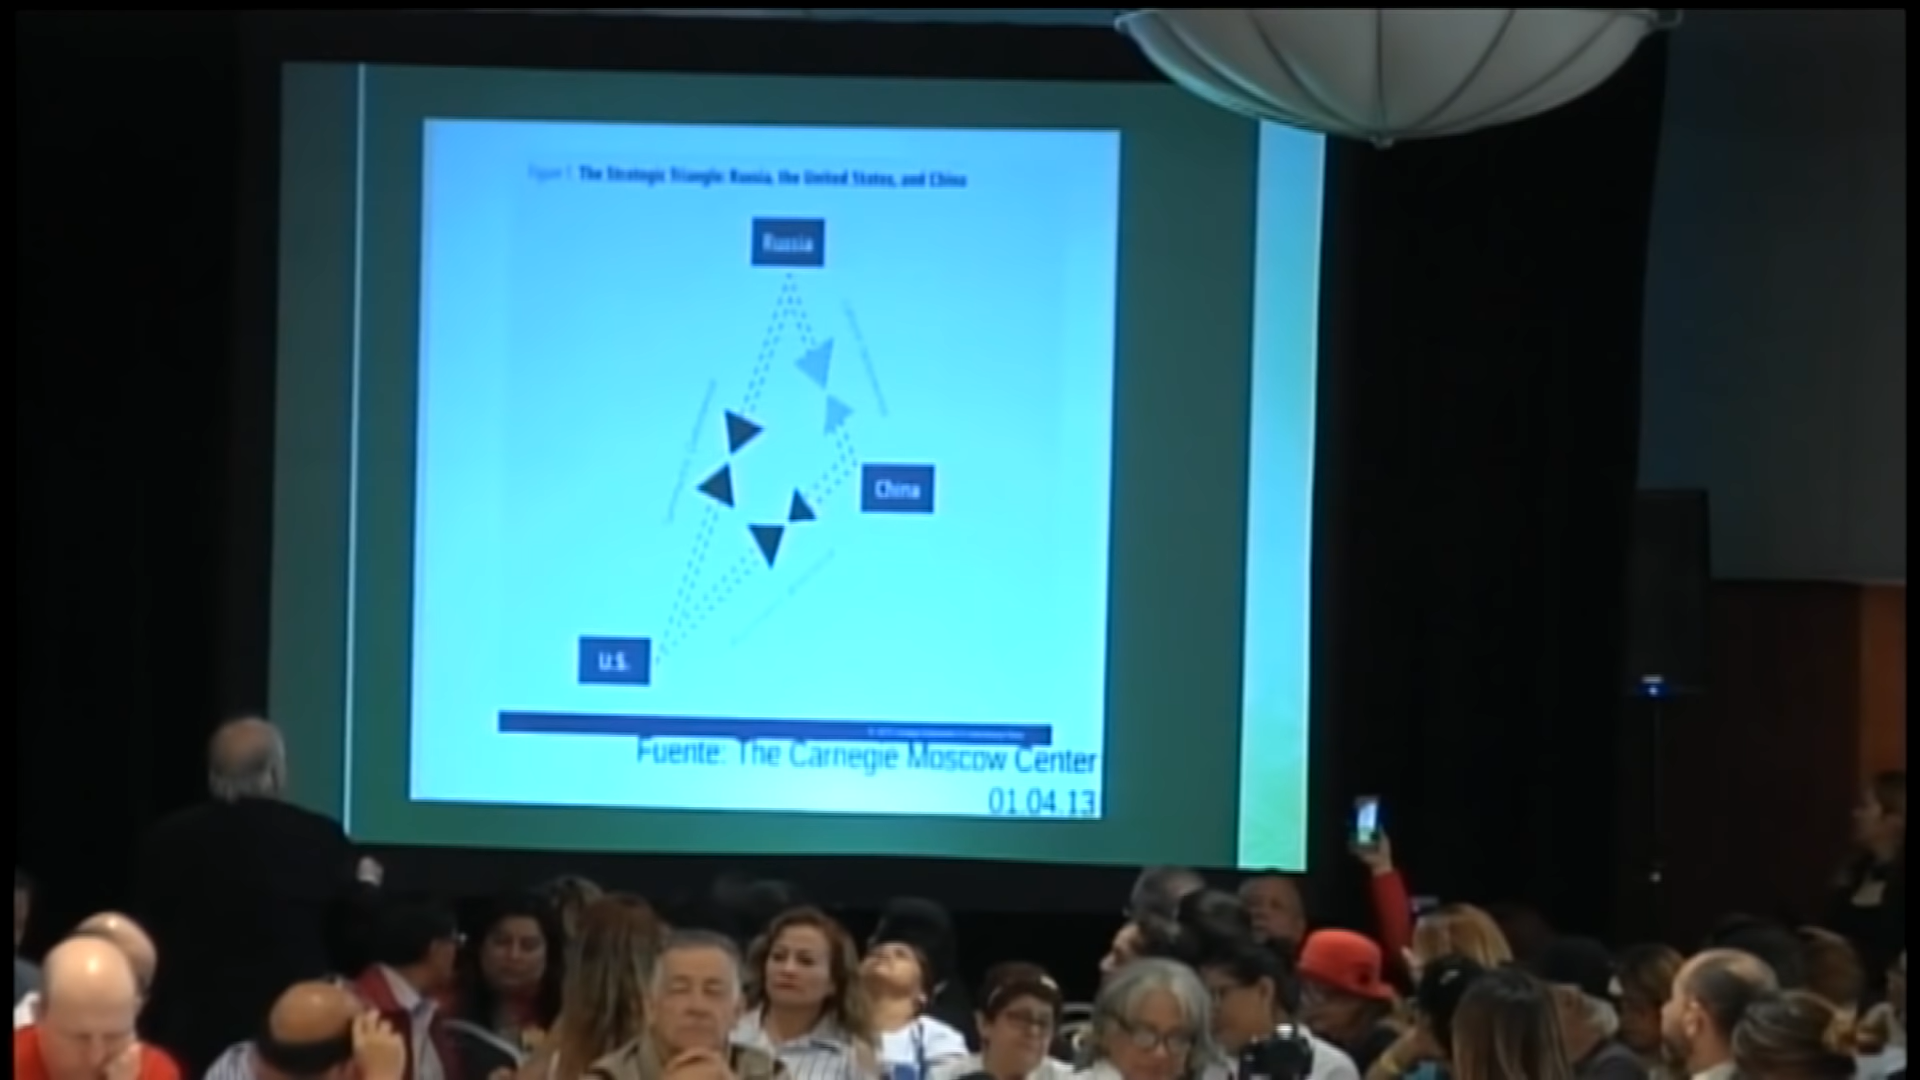 Figure 1. The Strategic Triangle: Russia, the United States, and China
Russia
China
U.S.
Fuente: The Carnegie Moscow Center
01.04.13